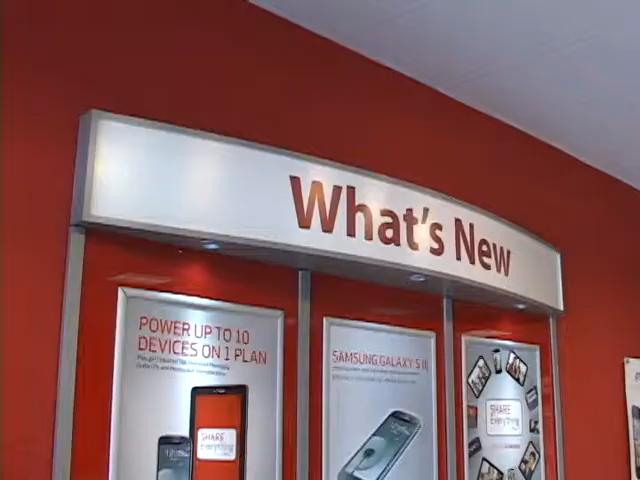 What's New
POWER UP TO 10
DEVICES ON 1 PLAN
SAMSUNG GALAXY S III
SHARE
everything
SHARE
everything